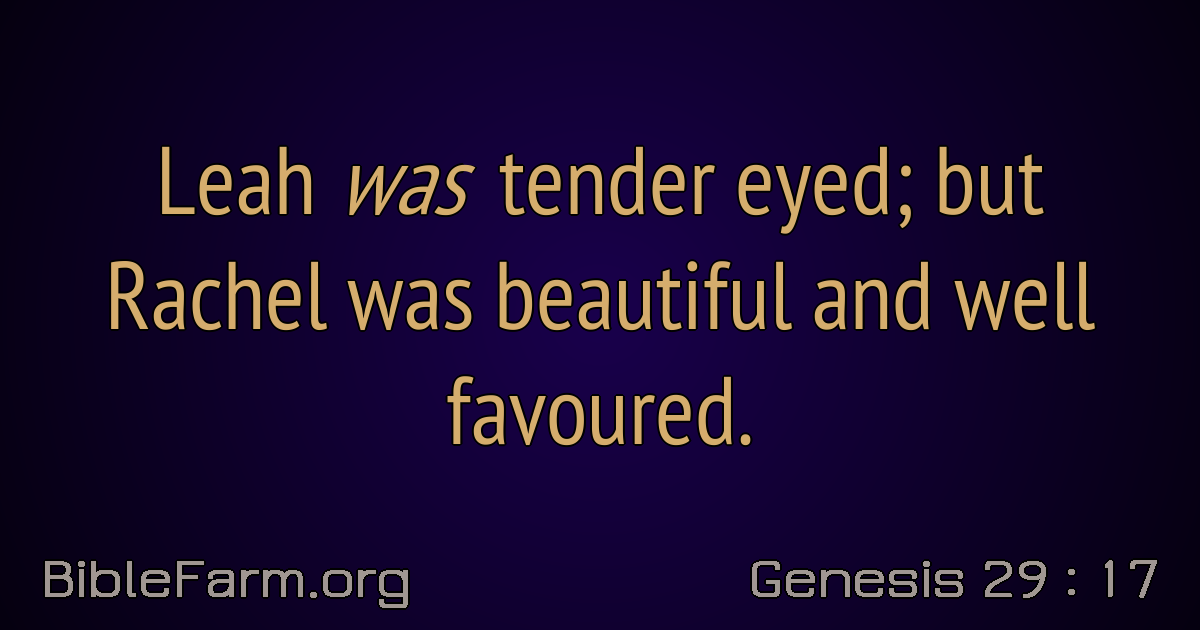 Leah was tender eyed; but
Rachel was beautiful and well
favoured.
BibleFarm.org
Genesis 29 : 17